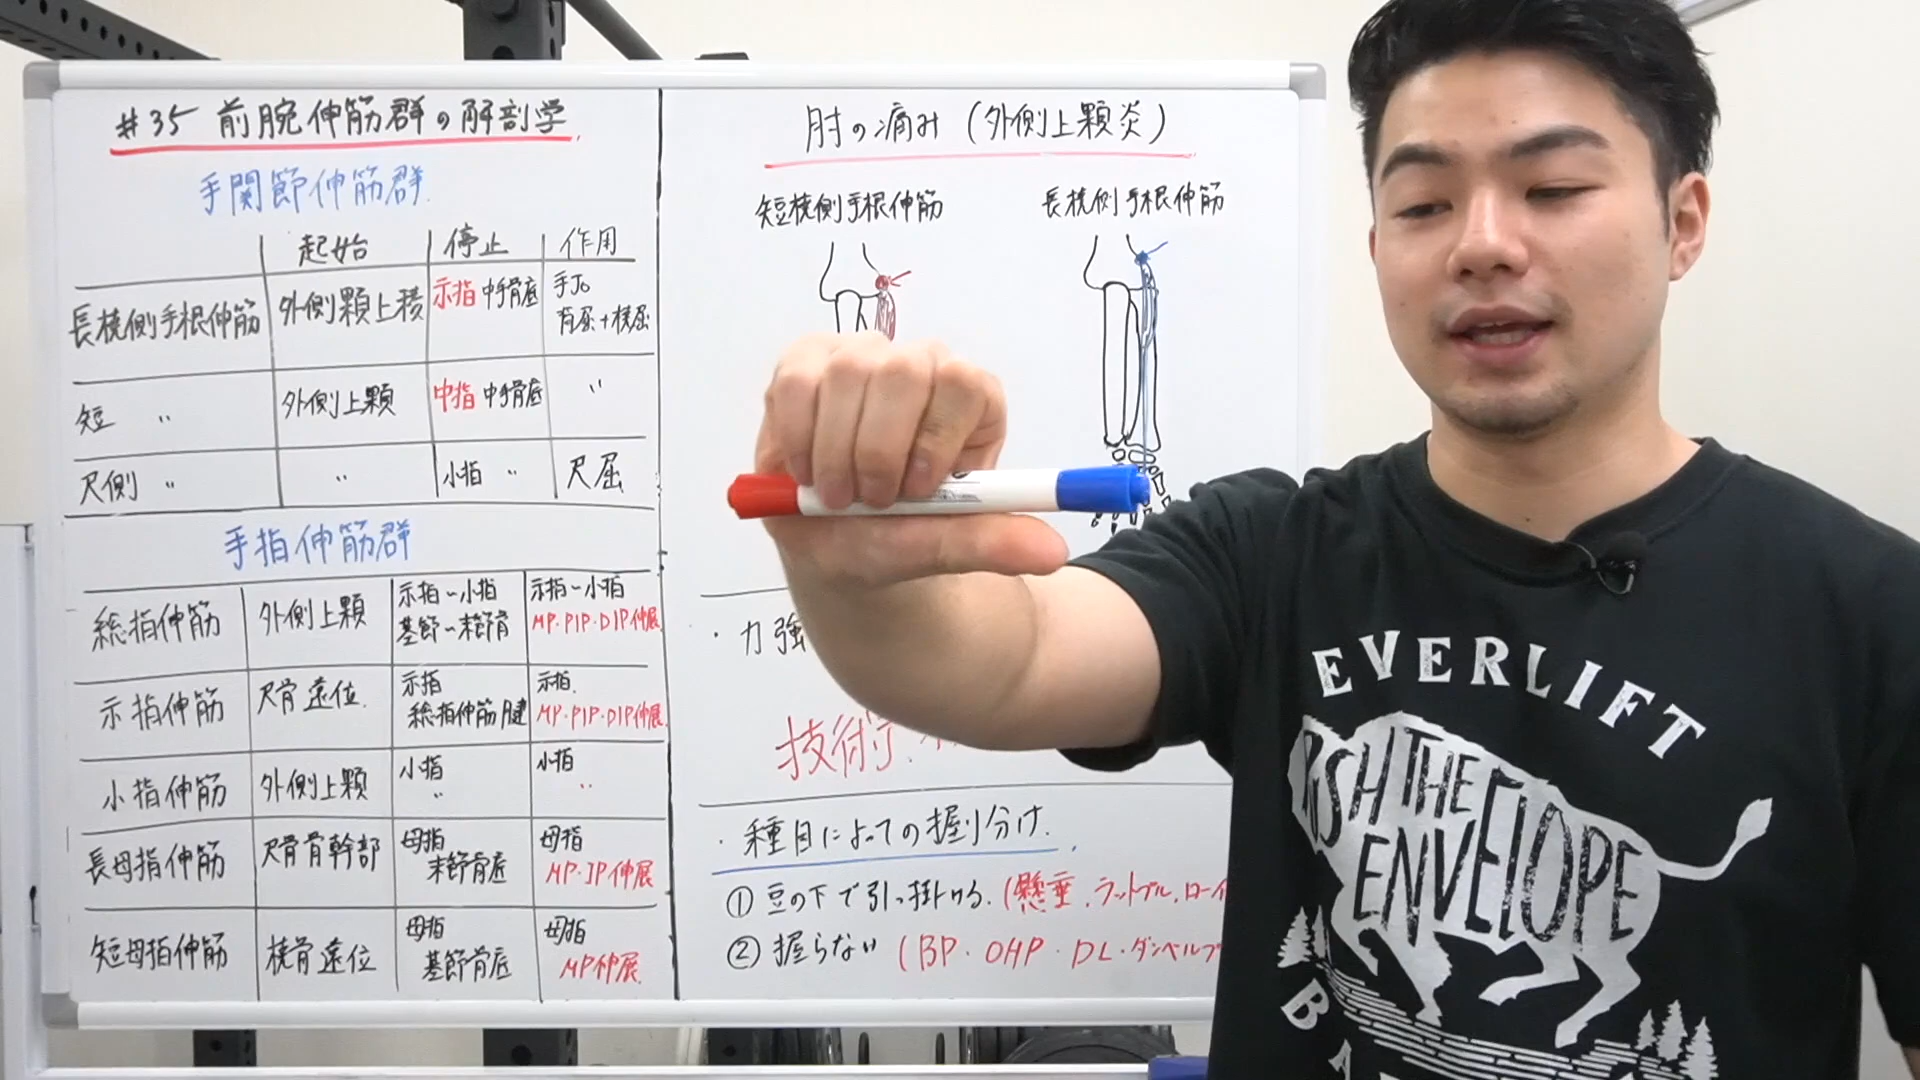 #35 前腕伸筋群の解剖学
手関節伸筋群.
起始 停止 作用
長橈側手根伸筋 外側顆上稜 示指中手骨底 手Jo 背屈+橈屈
短 〃 外側上顆 中指中手骨底 〃
尺側 〃 〃 小指 〃 尺屈
手指伸筋群
総指伸筋 外側上顆 示指~小指 基節~末節骨 示指~小指 MP・PIP・DIP伸展
示指伸筋 尺骨遠位. 示指 総指伸筋腱 示指. MP・PIP・DIP伸展.
小指伸筋 外側上顆 小指 〃 小指 〃
長母指伸筋 尺骨骨幹部 母指 末節骨底 母指 MP・IP伸展
短母指伸筋 橈骨遠位 母指 基節骨底 母指 MP伸展.
肘の痛み(外側上顆炎)
短橈側手根伸筋 長橈側手根伸筋
・力強
技術
・種目によっての握り分け.
① 豆の下で引っ掛ける.(懸垂.ラットプル.ロー
② 握らない (BP・OHP・DL・ダンベルプ
EVERLIFT
PUSH THE
ENVELOPE
BA